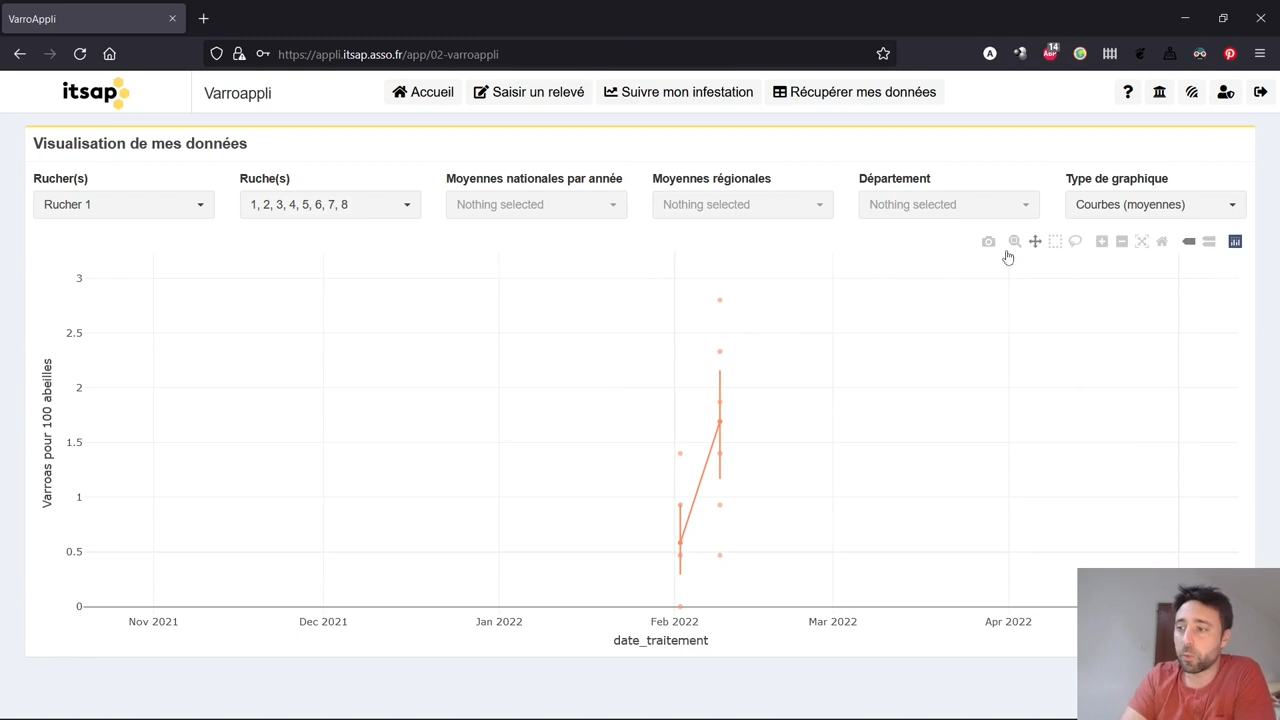 VarroAppli
https://appli.itsap.asso.fr/app/02-varroappli
14
ABP
A
itsap
Varroappli
Accueil
Saisir un relevé
Suivre mon infestation
Récupérer mes données
?
Visualisation de mes données
Rucher(s)
Ruche(s)
Moyennes nationales par année
Moyennes régionales
Département
Type de graphique
Rucher 1
1, 2, 3, 4, 5, 6, 7, 8
Nothing selected
Nothing selected
Nothing selected
Courbes (moyennes)
3
2.5
2
1.5
1
0.5
0
Varroas pour 100 abeilles
Nov 2021
Dec 2021
Jan 2022
Feb 2022
Mar 2022
Apr 2022
date_traitement